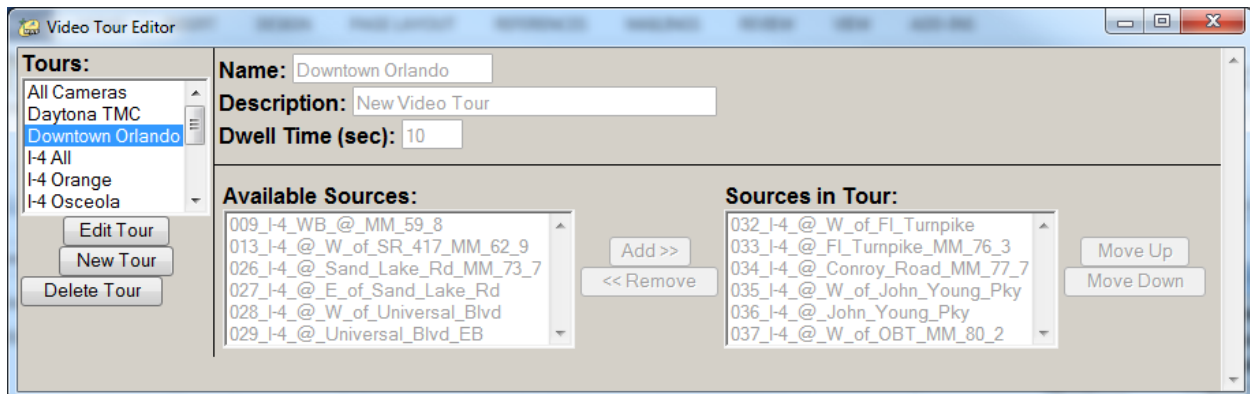 Video Tour Editor
Tours:
All Cameras
Daytona TMC
Downtown Orlando
I-4 All
I-4 Orange
I-4 Osceola
Edit Tour
New Tour
Delete Tour
Name: Downtown Orlando
Description: New Video Tour
Dwell Time (sec): 10
Available Sources:
009_I-4_WB_@_MM_59_8
013_I-4_@_W_of_SR_417_MM_62_9
026_I-4_@_Sand_Lake_Rd_MM_73_7
027_I-4_@_E_of_Sand_Lake_Rd
028_I-4_@_W_of_Universal_Blvd
029_I-4_@_Universal_Blvd_EB
Add >>
<< Remove
Sources in Tour:
032_I-4_@_W_of_Fl_Turnpike
033_I-4_@_Fl_Turnpike_MM_76_3
034_I-4_@_Conroy_Road_MM_77_7
035_I-4_@_W_of_John_Young_Pky
036_I-4_@_John_Young_Pky
037_I-4_@_W_of_OBT_MM_80_2
Move Up
Move Down